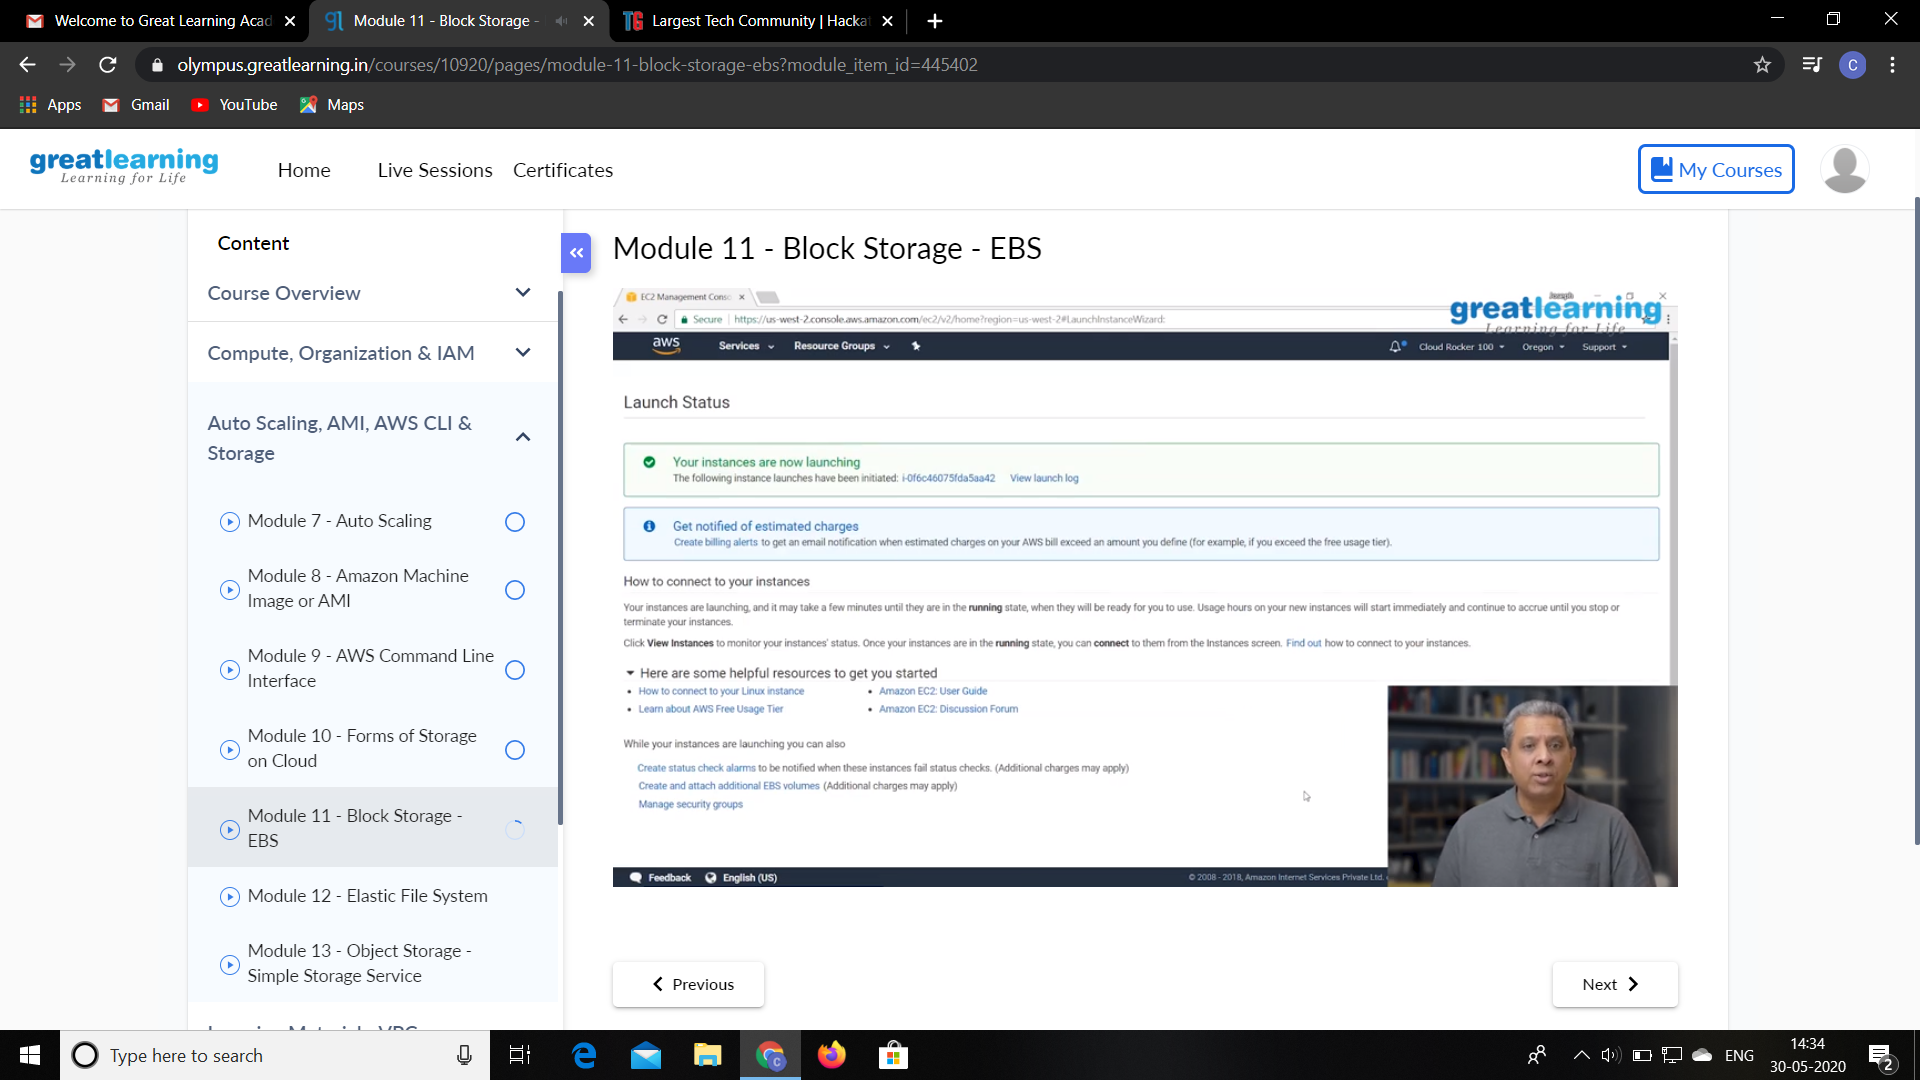 Welcome to Great Learning Acad
Module 11 - Block Storage -
Largest Tech Community | Hacka
olympus.greatlearning.in/courses/10920/pages/module-11-block-storage-ebs?module_item_id=445402
C
Apps
Gmail
YouTube
Maps
greatlearning
Learning for Life
Home
Live Sessions
Certificates
My Courses
Content
Course Overview
Compute, Organization & IAM
Auto Scaling, AMI, AWS CLI &
Storage
Module 7 - Auto Scaling
Module 8 - Amazon Machine
Image or AMI
Module 9 - AWS Command Line
Interface
Module 10 - Forms of Storage
on Cloud
Module 11 - Block Storage -
EBS
Module 12 - Elastic File System
Module 13 - Object Storage -
Simple Storage Service
Module 11 - Block Storage - EBS
EC2 Management Consc
greatlearning
Learning for Life
Secure
https://us-west-2.console.aws.amazon.com/ec2/v2/home?region=us-west-2#LaunchInstanceWizard:
aws
Services
Resource Groups
Cloud Rocker 100
Oregon
Support
Launch Status
Your instances are now launching
The following instance launches have been initiated: i-0f6c46075fda5aa42 View launch log
Get notified of estimated charges
Create billing alerts to get an email notification when estimated charges on your AWS bill exceed an amount you define (for example, if you exceed the free usage tier).
How to connect to your instances
Your instances are launching, and it may take a few minutes until they are in the running state, when they will be ready for you to use. Usage hours on your new instances will start immediately and continue to accrue until you stop or
terminate your instances.
Click View Instances to monitor your instances' status. Once your instances are in the running state, you can connect to them from the Instances screen. Find out how to connect to your instances.
Here are some helpful resources to get you started
How to connect to your Linux instance
Amazon EC2: User Guide
Learn about AWS Free Usage Tier
Amazon EC2: Discussion Forum
While your instances are launching you can also
Create status check alarms to be notified when these instances fail status checks. (Additional charges may apply)
Create and attach additional EBS volumes (Additional charges may apply)
Manage security groups
Feedback
English (US)
© 2008 - 2018, Amazon Internet Services Private Ltd.
Previous
Next
Type here to search
ENG
14:34
30-05-2020
2